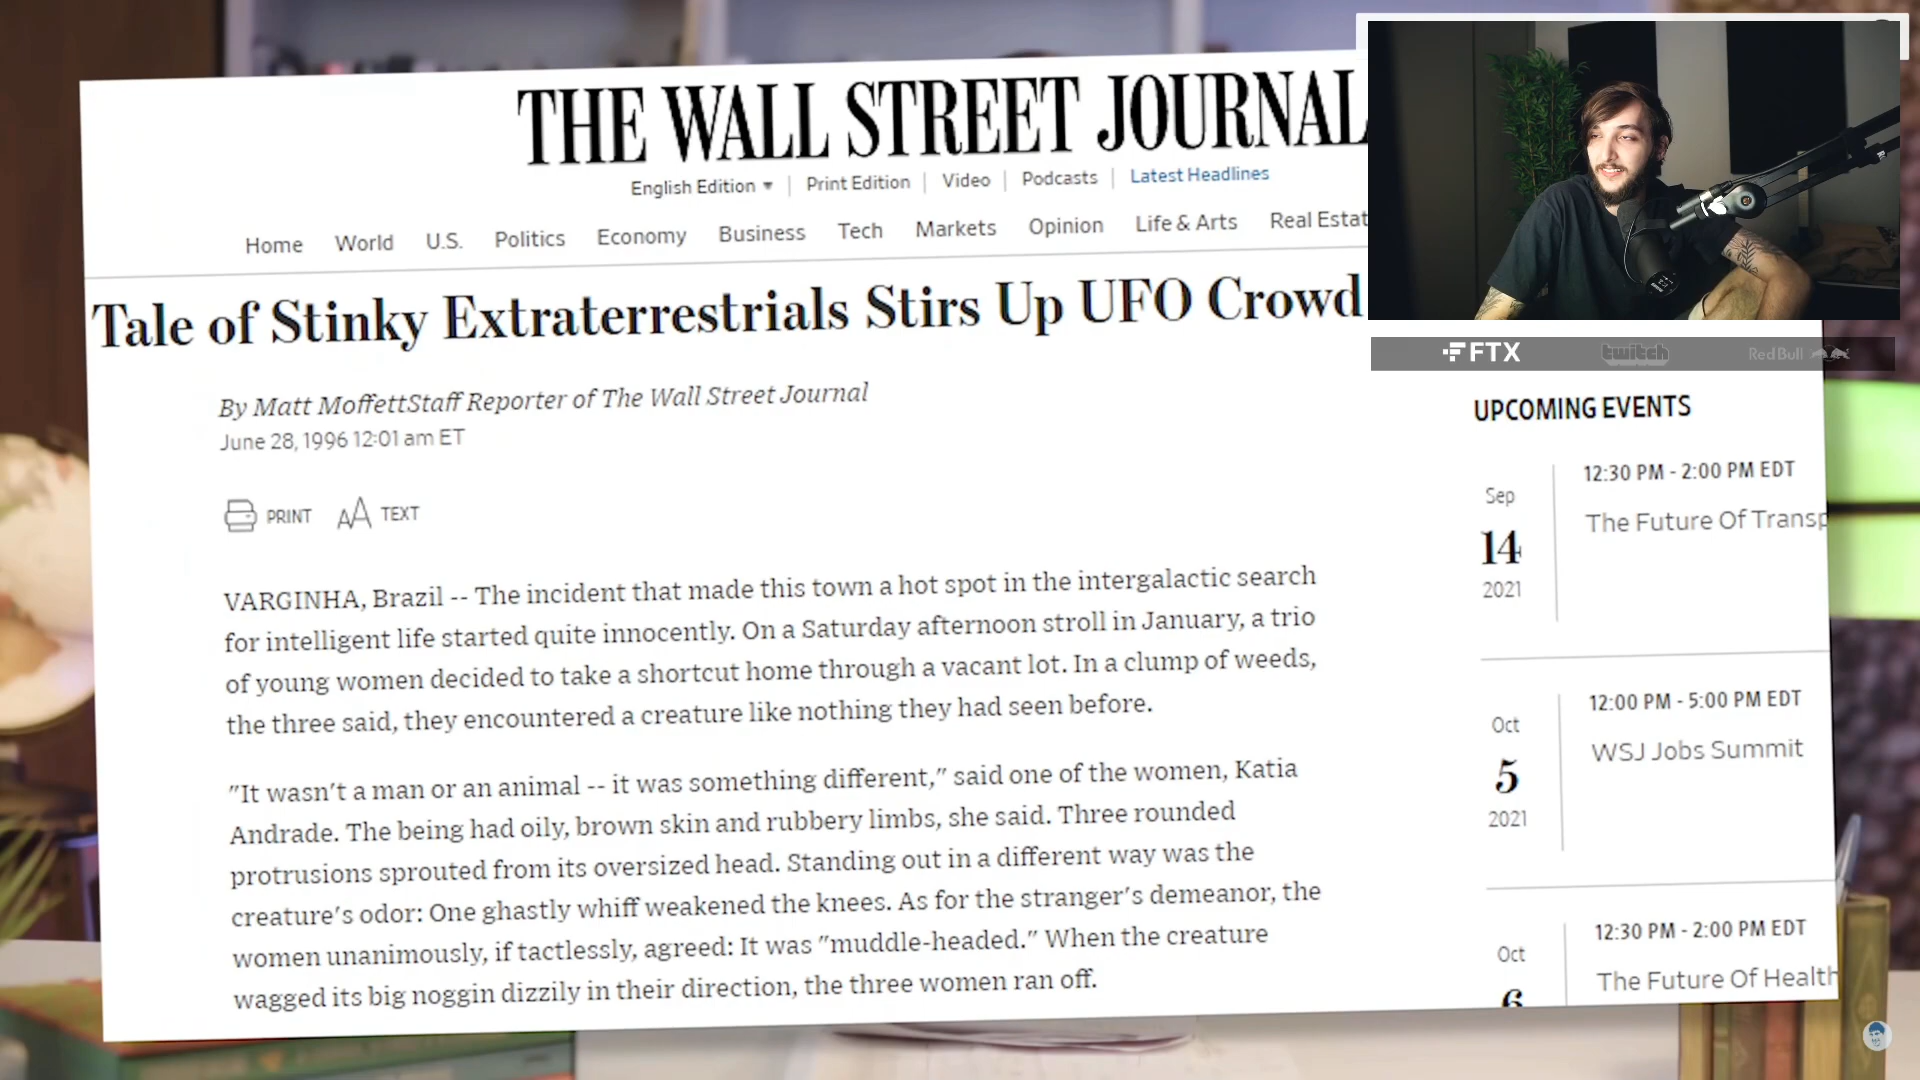 THE WALL STREET JOURNAL
English Edition | Print Edition | Video | Podcasts | Latest Headlines
Home World U.S. Politics Economy Business Tech Markets Opinion Life & Arts Real Estat
Tale of Stinky Extraterrestrials Stirs Up UFO Crowd
By Matt MoffettStaff Reporter of The Wall Street Journal
June 28, 1996 12:01 am ET
PRINT AA TEXT
VARGINHA, Brazil -- The incident that made this town a hot spot in the intergalactic search
for intelligent life started quite innocently. On a Saturday afternoon stroll in January, a trio
of young women decided to take a shortcut home through a vacant lot. In a clump of weeds,
the three said, they encountered a creature like nothing they had seen before.
"It wasn't a man or an animal -- it was something different," said one of the women, Katia
Andrade. The being had oily, brown skin and rubbery limbs, she said. Three rounded
protrusions sprouted from its oversized head. Standing out in a different way was the
creature's odor: One ghastly whiff weakened the knees. As for the stranger's demeanor, the
women unanimously, if tactlessly, agreed: It was "muddle-headed." When the creature
wagged its big noggin dizzily in their direction, the three women ran off.
FTX twitch Red Bull
UPCOMING EVENTS
Sep
14
2021
12:30 PM - 2:00 PM EDT
The Future Of Transp
Oct
5
2021
12:00 PM - 5:00 PM EDT
WSJ Jobs Summit
Oct
6
12:30 PM - 2:00 PM EDT
The Future Of Health